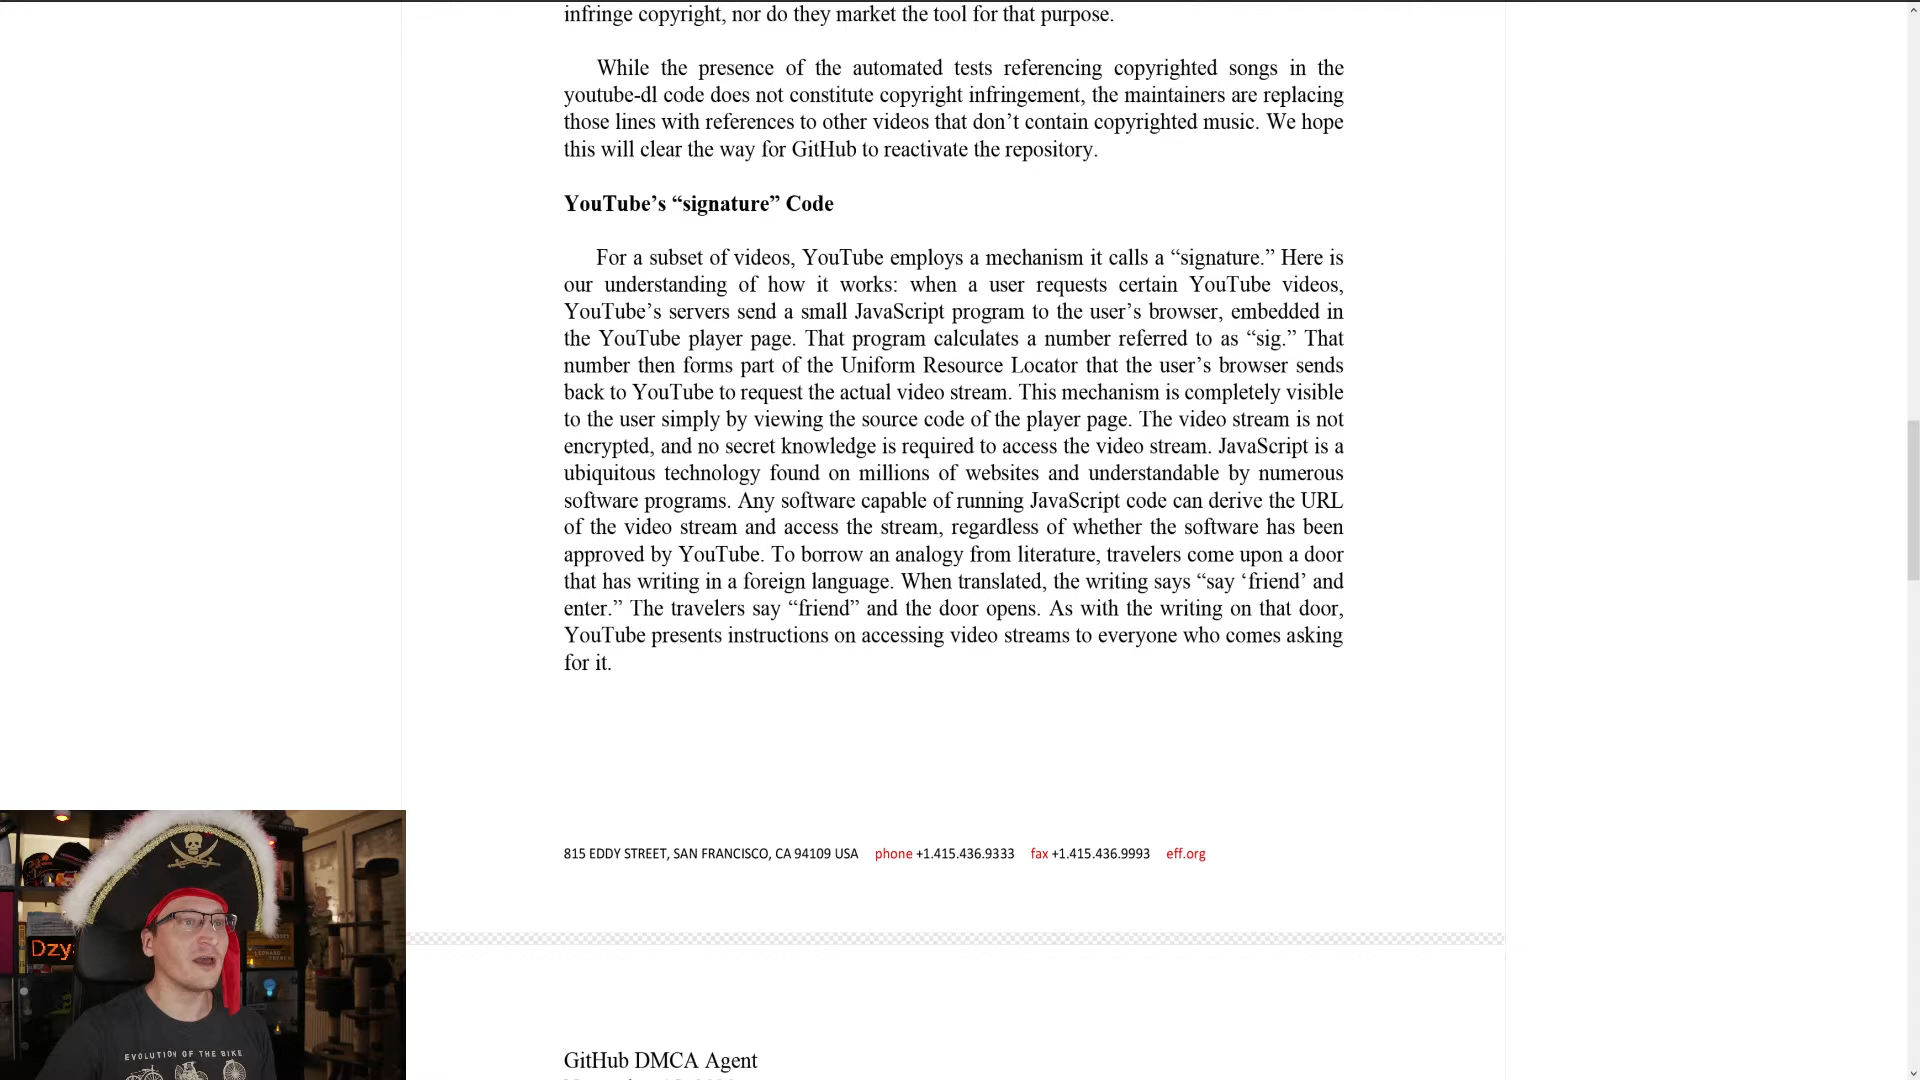 infringe copyright, nor do they market the tool for that purpose.
While the presence of the automated tests referencing copyrighted songs in the
youtube-dl code does not constitute copyright infringement, the maintainers are replacing
those lines with references to other videos that don’t contain copyrighted music. We hope
this will clear the way for GitHub to reactivate the repository.
YouTube’s “signature” Code
For a subset of videos, YouTube employs a mechanism it calls a “signature.” Here is
our understanding of how it works: when a user requests certain YouTube videos,
YouTube’s servers send a small JavaScript program to the user’s browser, embedded in
the YouTube player page. That program calculates a number referred to as “sig.” That
number then forms part of the Uniform Resource Locator that the user’s browser sends
back to YouTube to request the actual video stream. This mechanism is completely visible
to the user simply by viewing the source code of the player page. The video stream is not
encrypted, and no secret knowledge is required to access the video stream. JavaScript is a
ubiquitous technology found on millions of websites and understandable by numerous
software programs. Any software capable of running JavaScript code can derive the URL
of the video stream and access the stream, regardless of whether the software has been
approved by YouTube. To borrow an analogy from literature, travelers come upon a door
that has writing in a foreign language. When translated, the writing says “say ‘friend’ and
enter.” The travelers say “friend” and the door opens. As with the writing on that door,
YouTube presents instructions on accessing video streams to everyone who comes asking
for it.
815 EDDY STREET, SAN FRANCISCO, CA 94109 USA phone +1.415.436.9333 fax +1.415.436.9993 eff.org
GitHub DMCA Agent
EVOLUTION OF THE BIKE